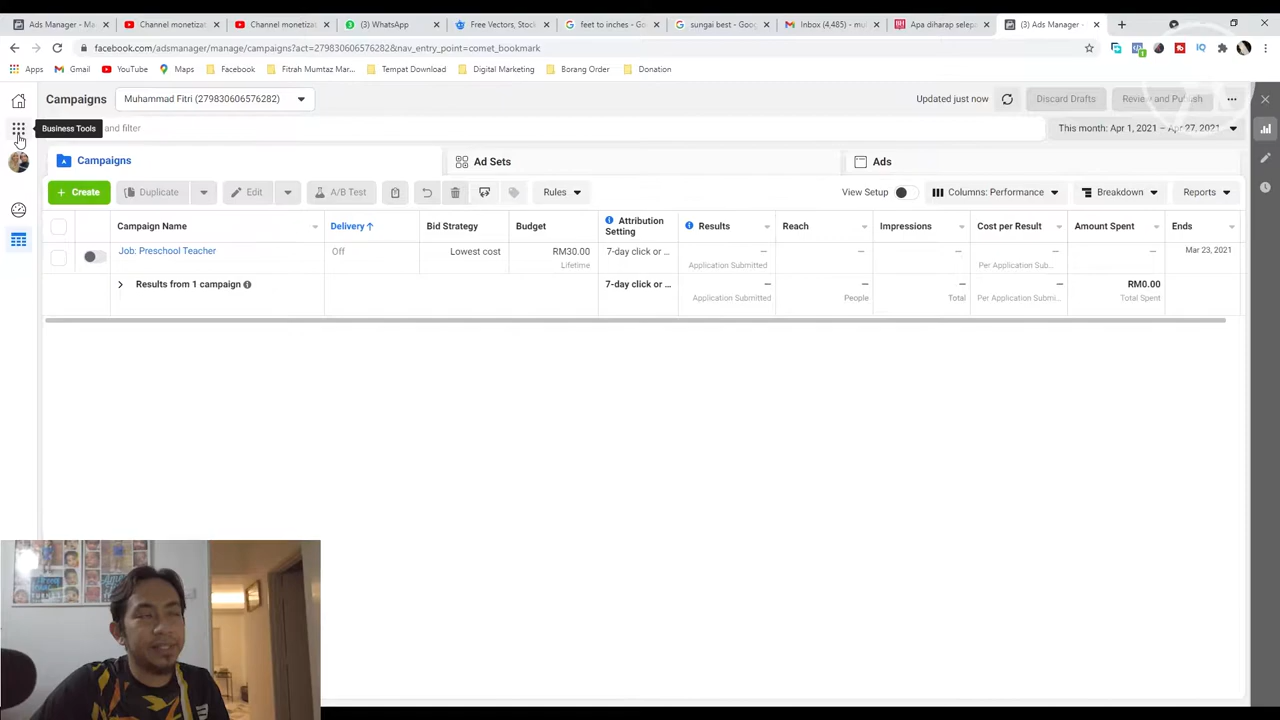 Ads Manager - Man
Channel monetizat
Channel monetizat
(3) WhatsApp
Free Vectors, Stock
feet to inches - Goo
sungai best - Goog
Inbox (4,485) - mu
Apa diharap selepa
(3) Ads Manager -
facebook.com/adsmanager/manage/campaigns?act=279830606576282&nav_entry_point=comet_bookmark
Apps
Gmail
YouTube
Maps
Facebook
Fitrah Mumtaz Mar...
Tempat Download
Digital Marketing
Borang Order
Donation
Campaigns
Muhammad Fitri (279830606576282)
Updated just now
Discard Drafts
Review and Publish
Business Tools
and filter
This month: Apr 1, 2021 – Apr 27, 2021
Campaigns
Ad Sets
Ads
+ Create
Duplicate
Edit
A/B Test
Rules
View Setup
Columns: Performance
Breakdown
Reports
Campaign Name
Delivery ↑
Bid Strategy
Budget
Attribution Setting
Results
Reach
Impressions
Cost per Result
Amount Spent
Ends
Job: Preschool Teacher
Off
Lowest cost
RM30.00
Lifetime
7-day click or ...
—
Application Submitted
—
—
—
Per Application Sub...
—
Mar 23, 2021
Results from 1 campaign
7-day click or ...
—
Application Submitted
—
People
—
Total
—
Per Application Submi...
RM0.00
Total Spent